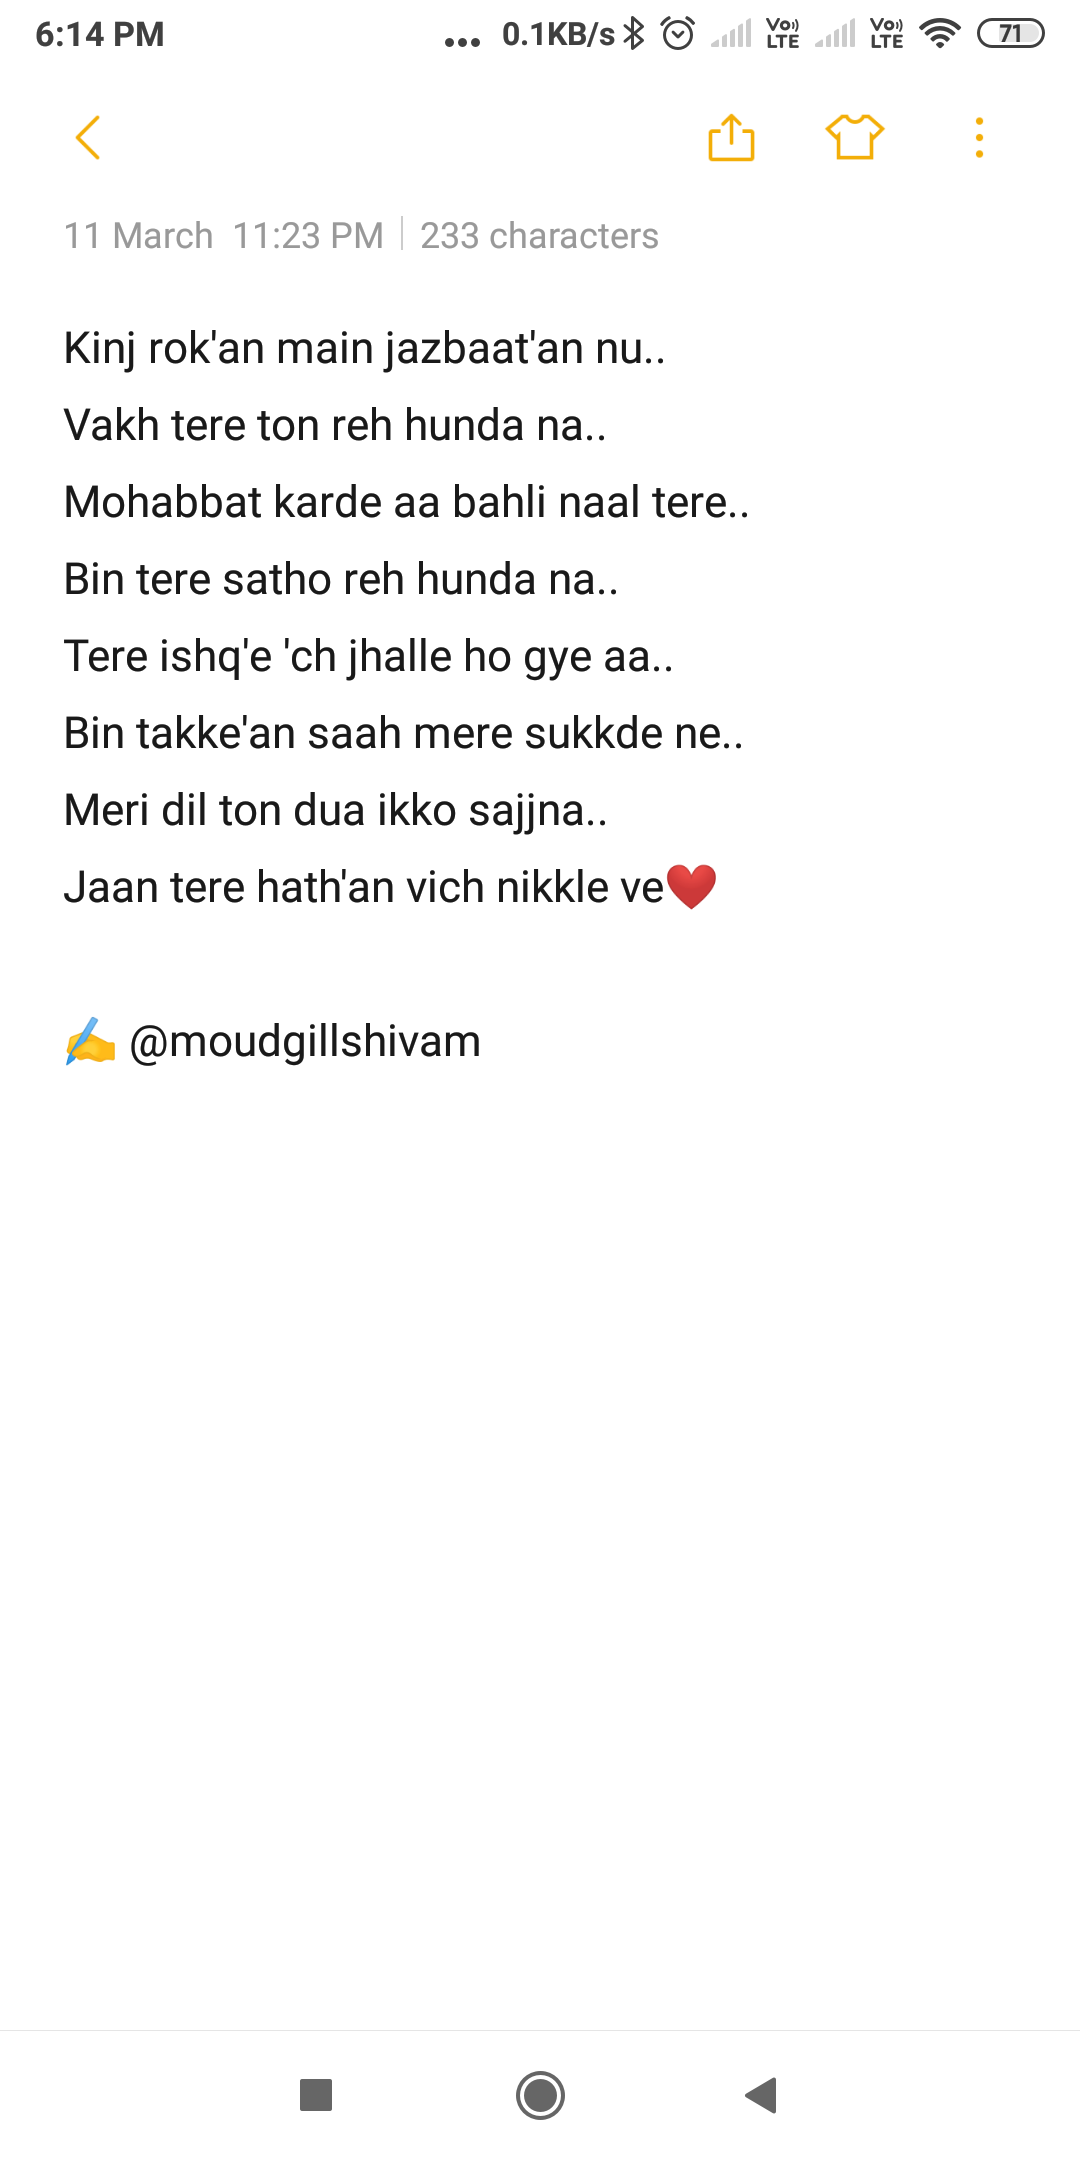 6:14 PM ... 0.1KB/s Vo)) LTE Vo)) LTE 71
11 March 11:23 PM | 233 characters
Kinj rok'an main jazbaat'an nu..
Vakh tere ton reh hunda na..
Mohabbat karde aa bahli naal tere..
Bin tere satho reh hunda na..
Tere ishq'e 'ch jhalle ho gye aa..
Bin takke'an saah mere sukkde ne..
Meri dil ton dua ikko sajjna..
Jaan tere hath'an vich nikkle ve❤️
✍️ @moudgillshivam